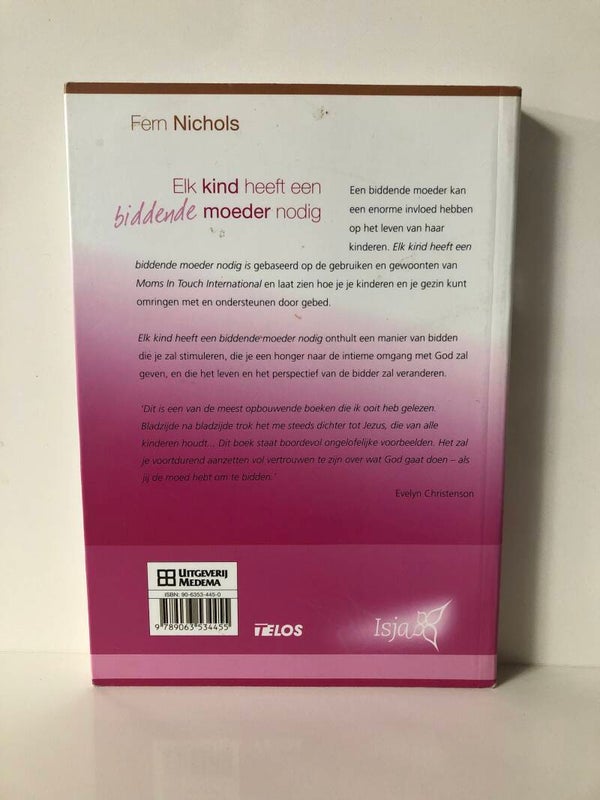 Fern Nichols
Elk kind heeft een
biddende moeder nodig
Een biddende moeder kan
een enorme invloed hebben
op het leven van haar
kinderen. Elk kind heeft een
biddende moeder nodig is gebaseerd op de gebruiken en gewoonten van
Moms In Touch International en laat zien hoe je je kinderen en je gezin kunt
omringen met en ondersteunen door gebed.
Elk kind heeft een biddende moeder nodig onthult een manier van bidden
die je zal stimuleren, die je een honger naar de intieme omgang met God zal
geven, en die het leven en het perspectief van de bidder zal veranderen.
'Dit is een van de meest opbouwende boeken die ik ooit heb gelezen.
Bladzijde na bladzijde trok het me steeds dichter tot Jezus, die van alle
kinderen houdt... Dit boek staat boordevol ongelofelijke voorbeelden. Het zal
je voortdurend aanzetten vol vertrouwen te zijn over wat God gaat doen – als
jij de moed hebt om te bidden.'
Evelyn Christenson
UITGEVERIJ
MEDEMA
ISBN: 90-6353-445-0
9 789063 534455
TELOS
Isja